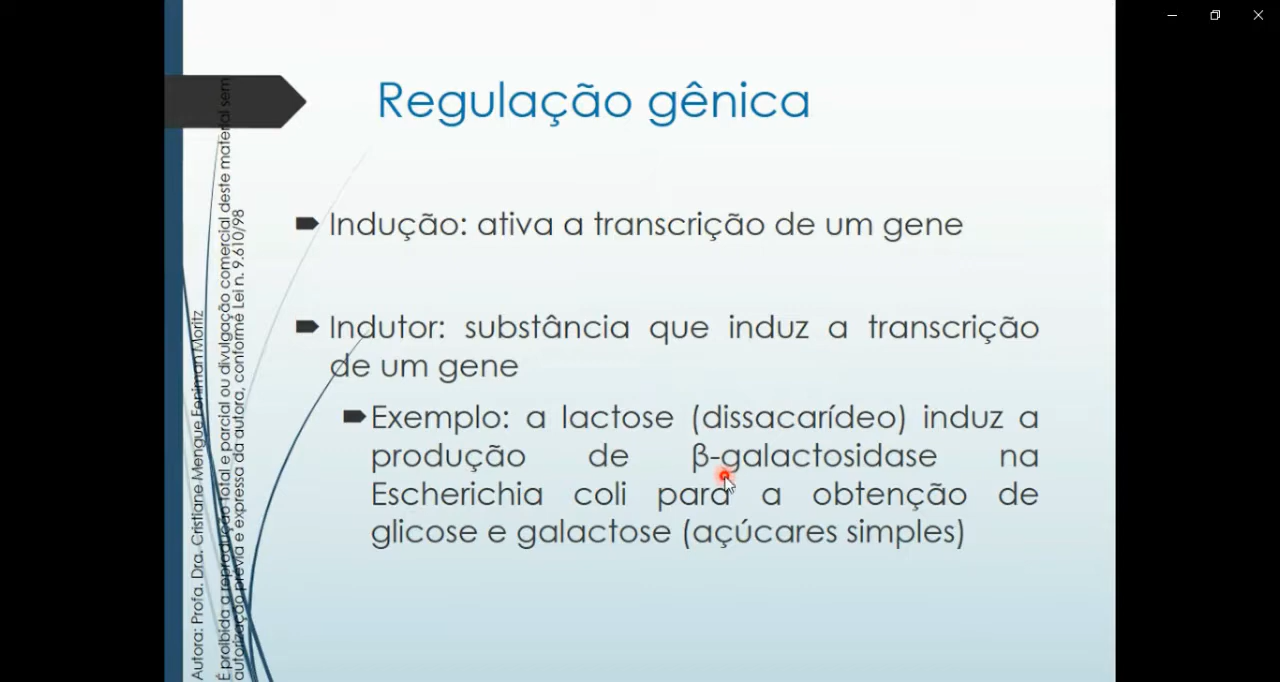 Regulação gênica
Indução: ativa a transcrição de um gene
Indutor: substância que induz a transcrição
de um gene
Exemplo: a lactose (dissacarídeo) induz a
produção de β-galactosidase na
Escherichia coli para a obtenção de
glicose e galactose (açúcares simples)
Autora: Profa. Dra. Cristiane Mengue Feniman Moritz
É proibida a reprodução total e parcial ou divulgação comercial deste material sem
autorização prévia e expressa da autora, conforme Lei n. 9.610/98